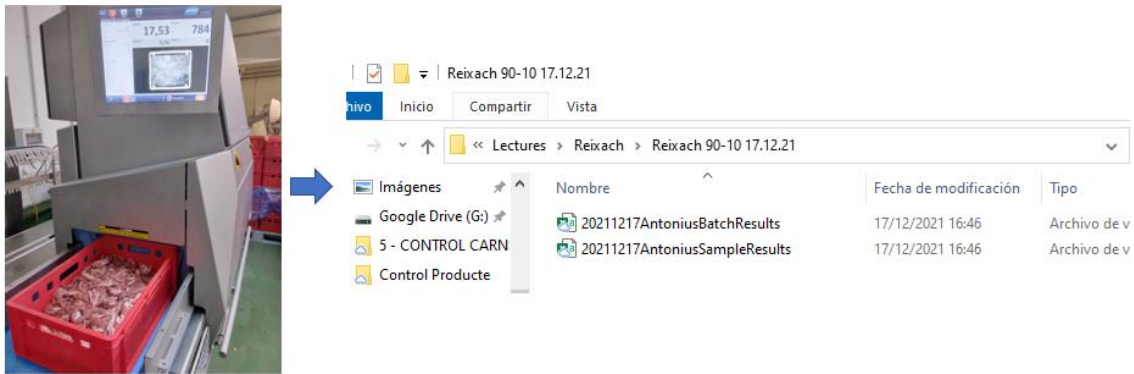 17,53 784
Reixach 90-10 17.12.21
hivo Inicio Compartir Vista
« Lectures › Reixach › Reixach 90-10 17.12.21
Imágenes
Google Drive (G:)
5 - CONTROL CARN
Control Producte
Nombre Fecha de modificación Tipo
20211217AntoniusBatchResults 17/12/2021 16:46 Archivo de v
20211217AntoniusSampleResults 17/12/2021 16:46 Archivo de v